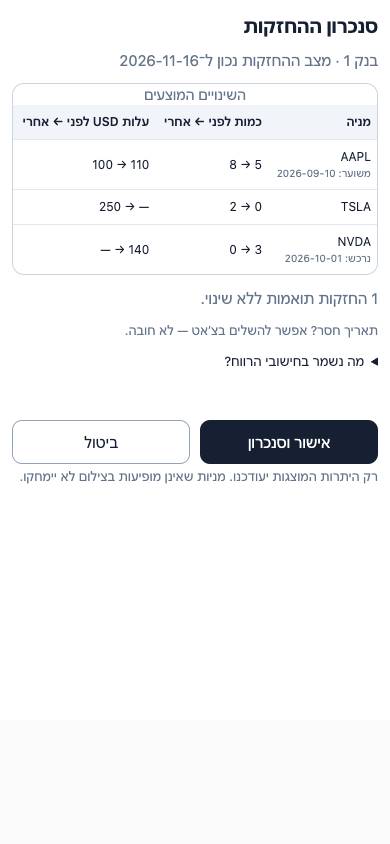 סנכרון ההחזקות
בנק 1 · מצב ההחזקות נכון ל־2026-11-16
השינויים המוצעים
מניה כמות לפני ← אחרי עלות USD לפני ← אחרי
AAPL 8 → 5 100 → 110
משוער: 2026-09-10
TSLA 2 → 0 250 → —
NVDA 0 → 3 — → 140
נרכש: 2026-10-01
1 החזקות תואמות ללא שינוי.
תאריך חסר? אפשר להשלים בצ׳אט — לא חובה.
◀ מה נשמר בחישובי הרווח?
אישור וסנכרון ביטול
רק היתרות המוצגות יעודכנו. מניות שאינן מופיעות בצילום לא יימחקו.